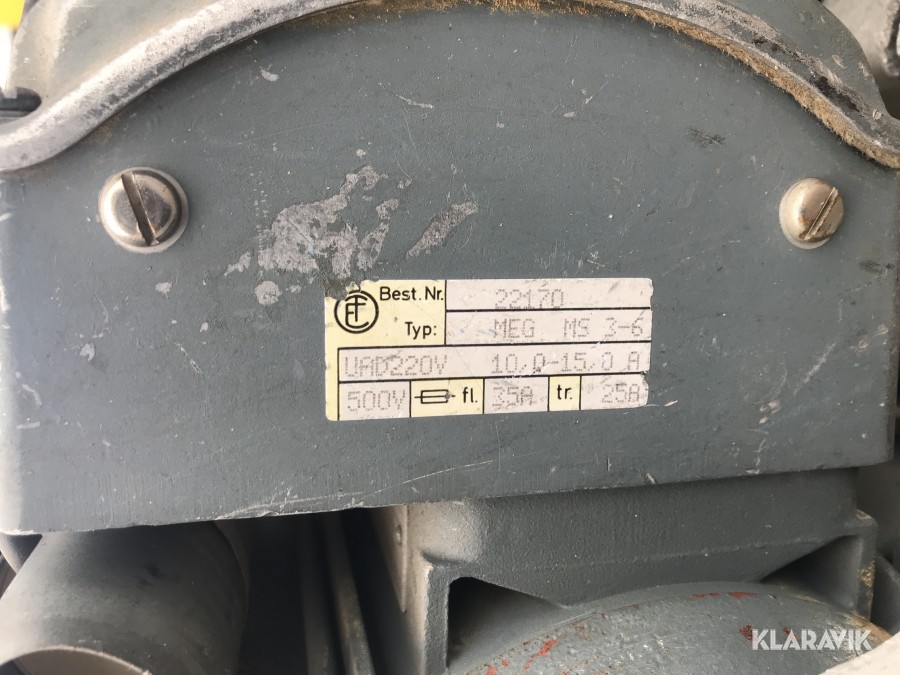 Best. Nr. 22170
Typ: MEG MS 3-6
UAD220V 10,0-15,0 A
500V fl. 35A tr. 25A
KLARAVIK